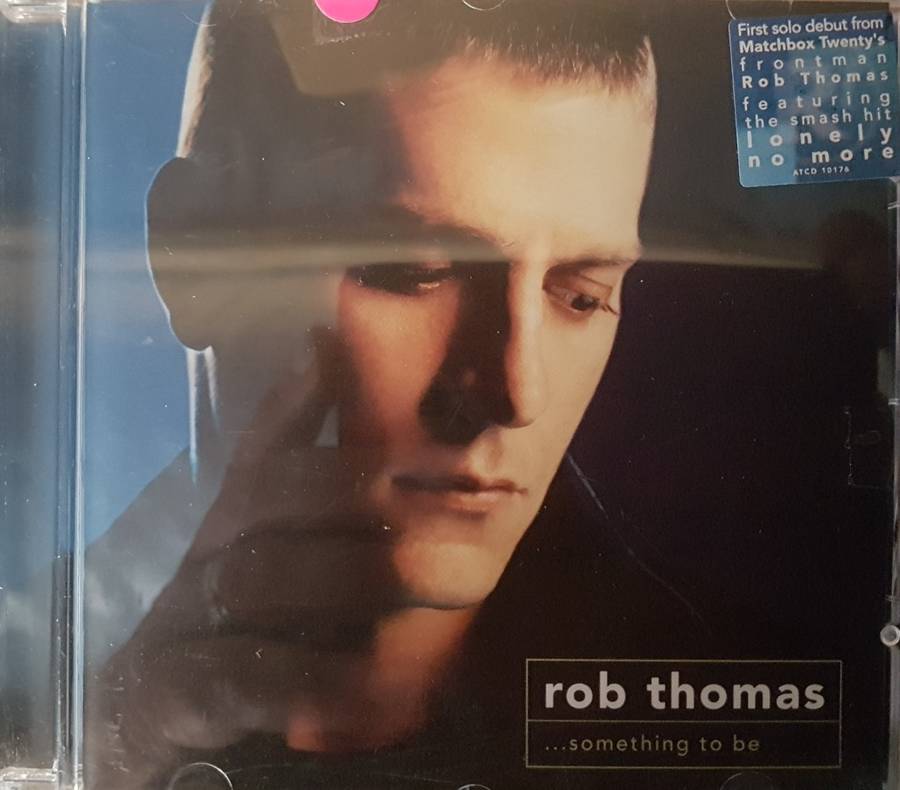 First solo debut from
Matchbox Twenty's
frontman
Rob Thomas
featuring
the smash hit
lonely
no more
ATCD 10176
rob thomas
...something to be